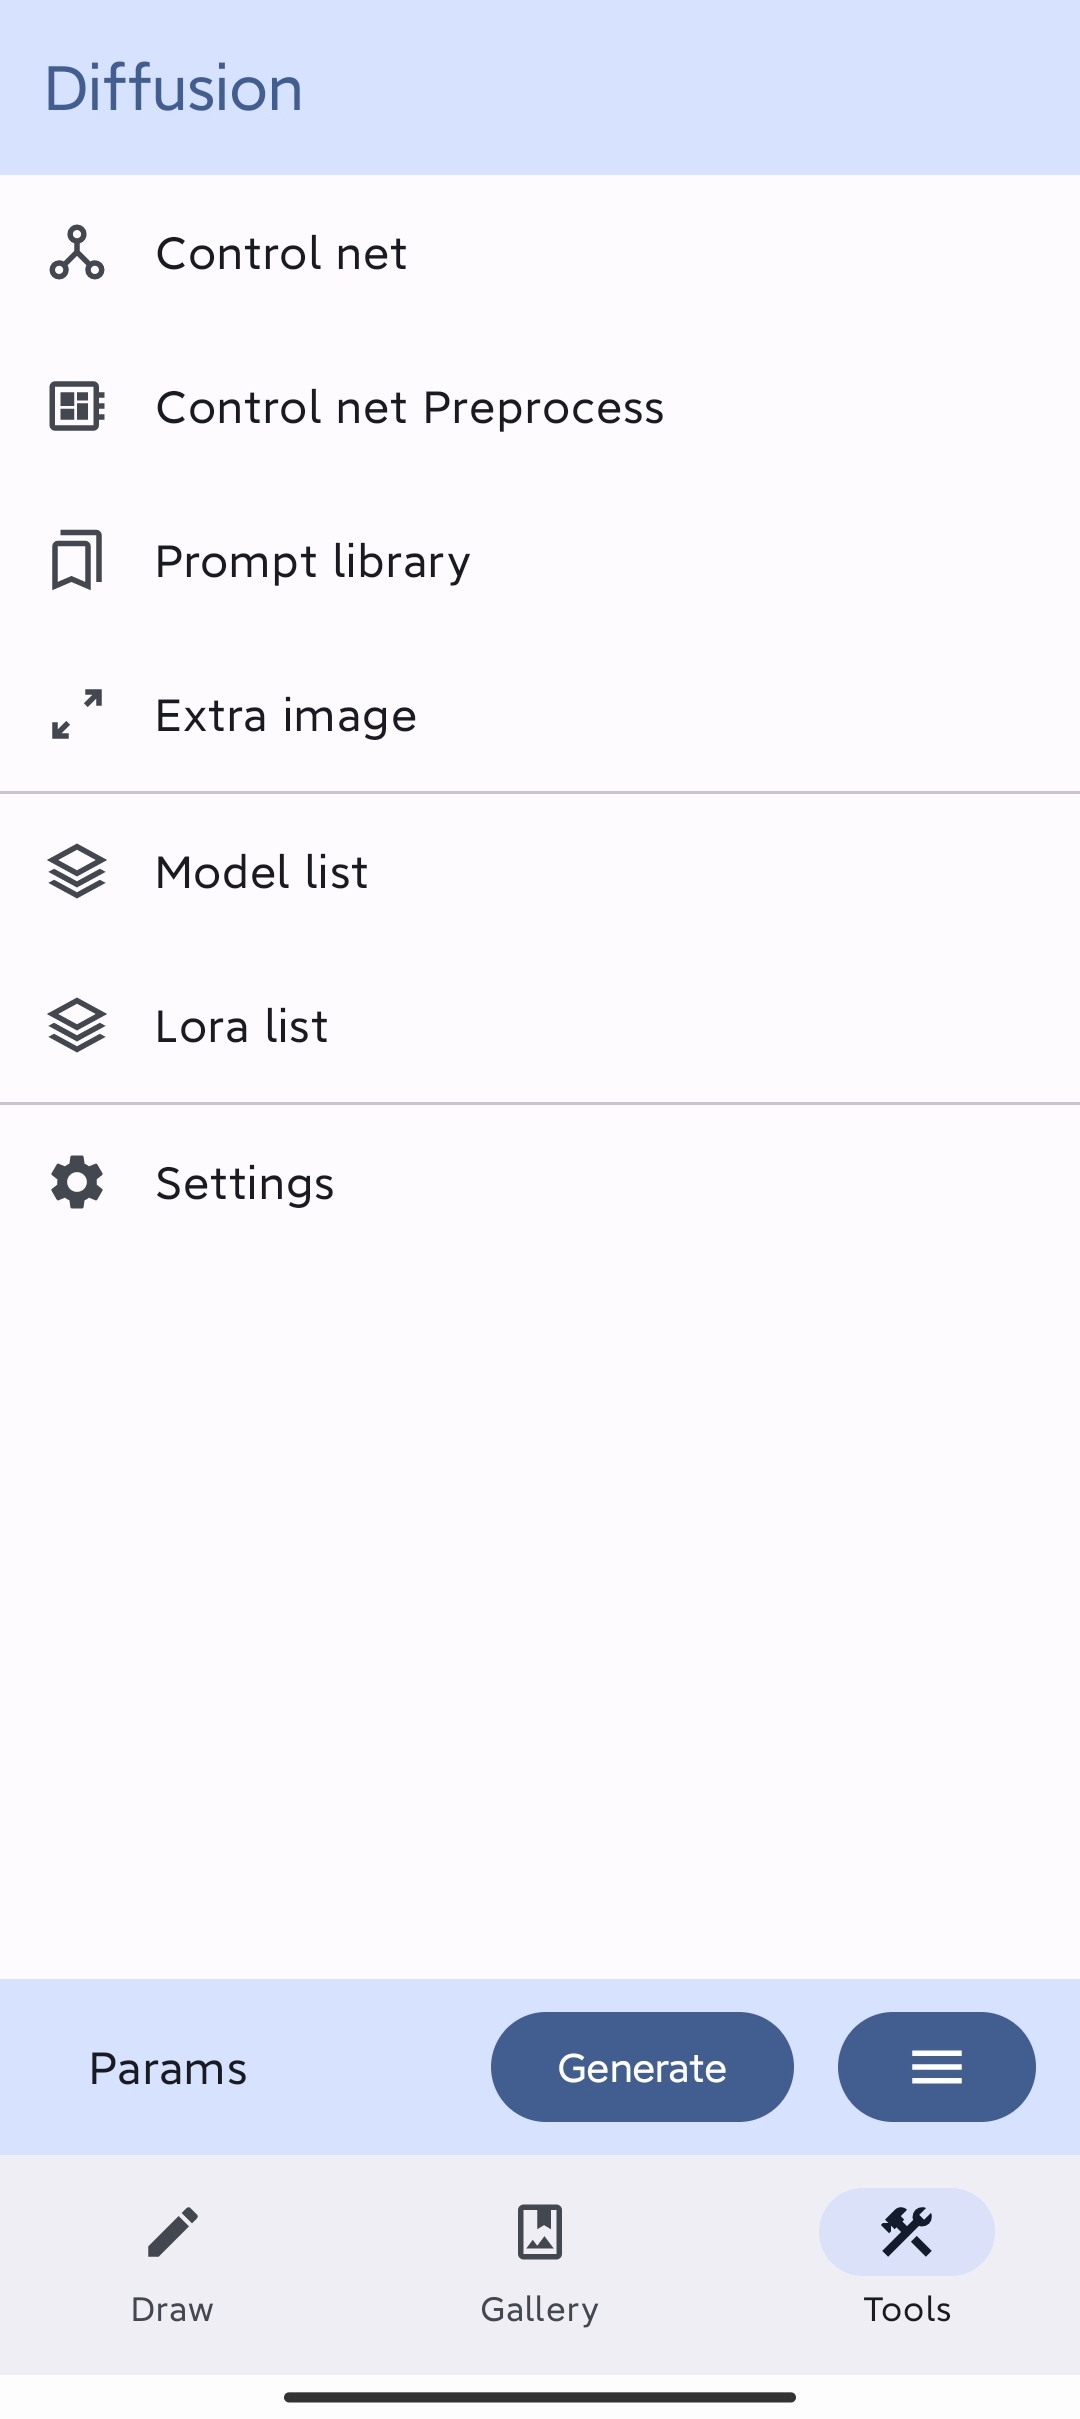 Diffusion
Control net
Control net Preprocess
Prompt library
Extra image
Model list
Lora list
Settings
Params
Generate
Draw
Gallery
Tools